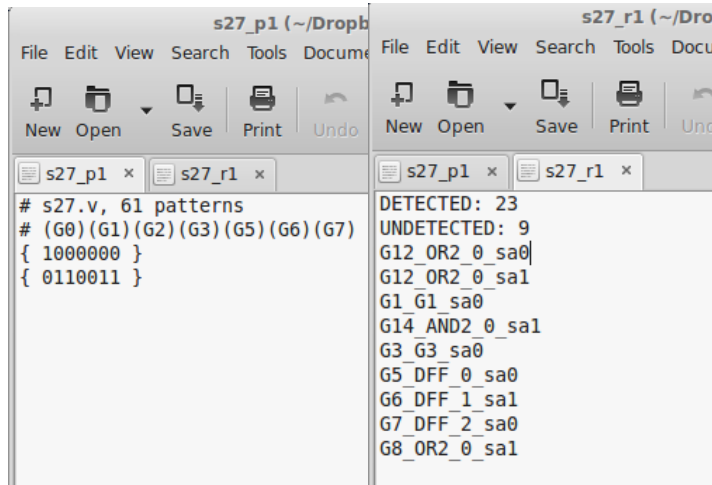 s27_p1 (~/Dropb
File Edit View Search Tools Docume
New Open Save Print Undo
s27_p1 × s27_r1 ×
# s27.v, 61 patterns
# (G0)(G1)(G2)(G3)(G5)(G6)(G7)
{ 1000000 }
{ 0110011 }
s27_r1 (~/Dro
File Edit View Search Tools Docu
New Open Save Print Und
s27_p1 × s27_r1 ×
DETECTED: 23
UNDETECTED: 9
G12_OR2_0_sa0
G12_OR2_0_sa1
G1_G1_sa0
G14_AND2_0_sa1
G3_G3_sa0
G5_DFF_0_sa0
G6_DFF_1_sa1
G7_DFF_2_sa0
G8_OR2_0_sa1